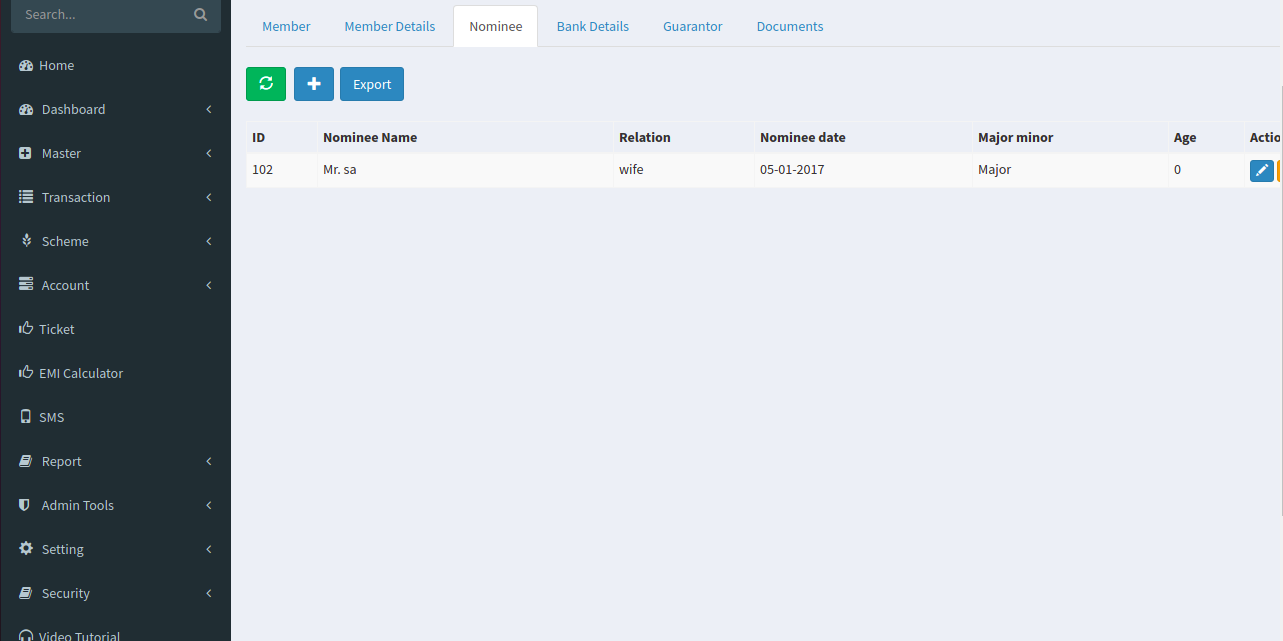 Search...
Home
Dashboard
Master
Transaction
Scheme
Account
Ticket
EMI Calculator
SMS
Report
Admin Tools
Setting
Security
Video Tutorial
Member Member Details Nominee Bank Details Guarantor Documents
Export
ID Nominee Name Relation Nominee date Major minor Age Actio
102 Mr. sa wife 05-01-2017 Major 0